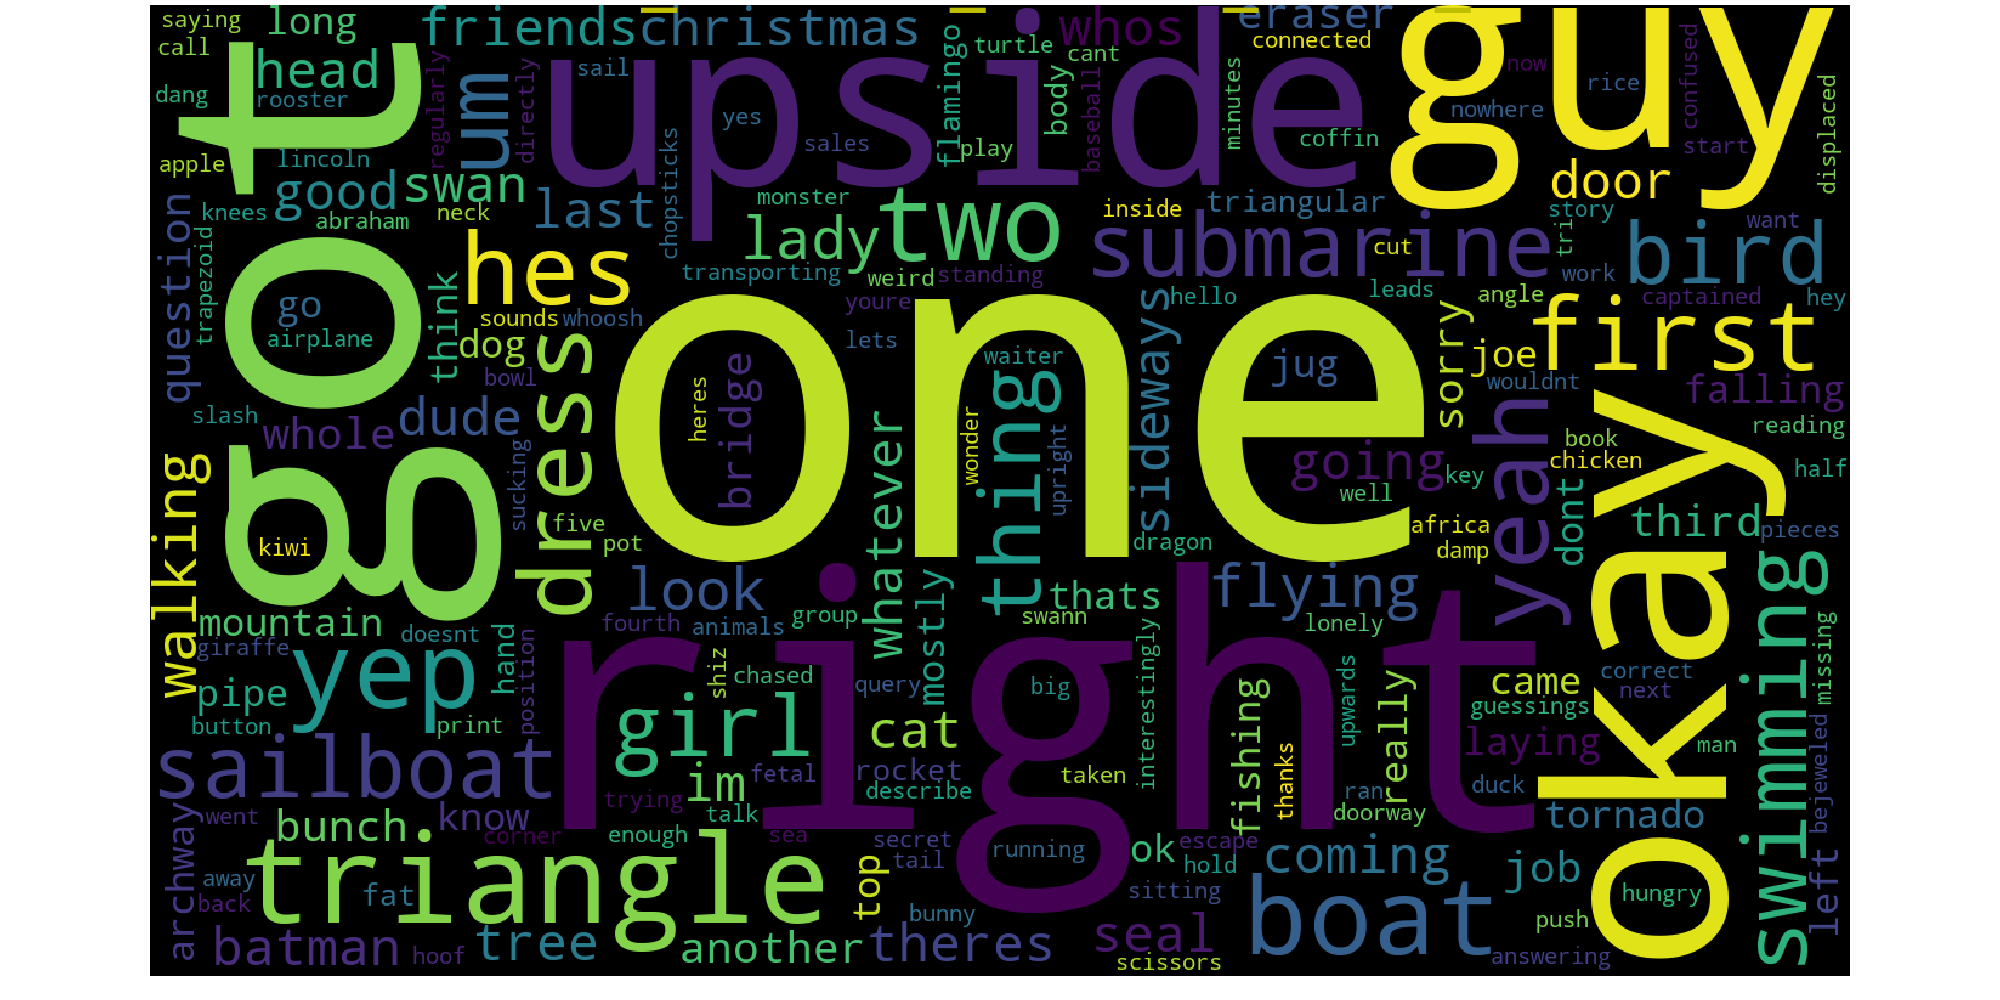 saying
long
friends
christmas
whos
eraser
guy
call
head
um
sail
upside
flamingo
turtle
cant
connected
now
dang
rooster
regularly
directly
yes
sales
body
baseball
minutes
coffin
nowhere
rice
confused
displaced
apple
lincoln
got
play
start
good
swan
last
chopsticks
monster
two
inside
triangular
door
story
want
knees
abraham
neck
lady
submarine
cut
tri
bird
question
trapezoid
hes
transporting
weird
standing
hello
leads
angle
work
captained
hey
go
think
sounds
whoosh
youre
one
sideways
first
airplane
dog
dress
lets
waiter
jug
sorry
joe
wouldnt
falling
bowl
heres
bridge
thing
slash
whole
dude
whatever
wonder
upright
going
key
yeah
book
chicken
reading
half
walking
sucking
five
pot
well
africa
damp
dont
third
pieces
kiwi
dragon
okay
look
mostly
thats
flying
swimming
mountain
doesnt
hand
fourth
animals
group
swann
interestingly
lonely
missing
giraffe
yep
position
right
shiz
chased
query
big
upwards
correct
next
pipe
came
guessings
button
print
girl
cat
fishing
really
laying
man
bejeweled
sailboat
im
fetal
rocket
taken
thanks
archway
went
know
trying
talk
describe
ran
duck
doorway
tornado
bunch
corner
enough
sea
secret
running
ok
escape
left
away
triangle
top
tail
hold
coming
job
hungry
back
fat
bunny
sitting
boat
push
batman
hoof
tree
another
theres
seal
scissors
answering